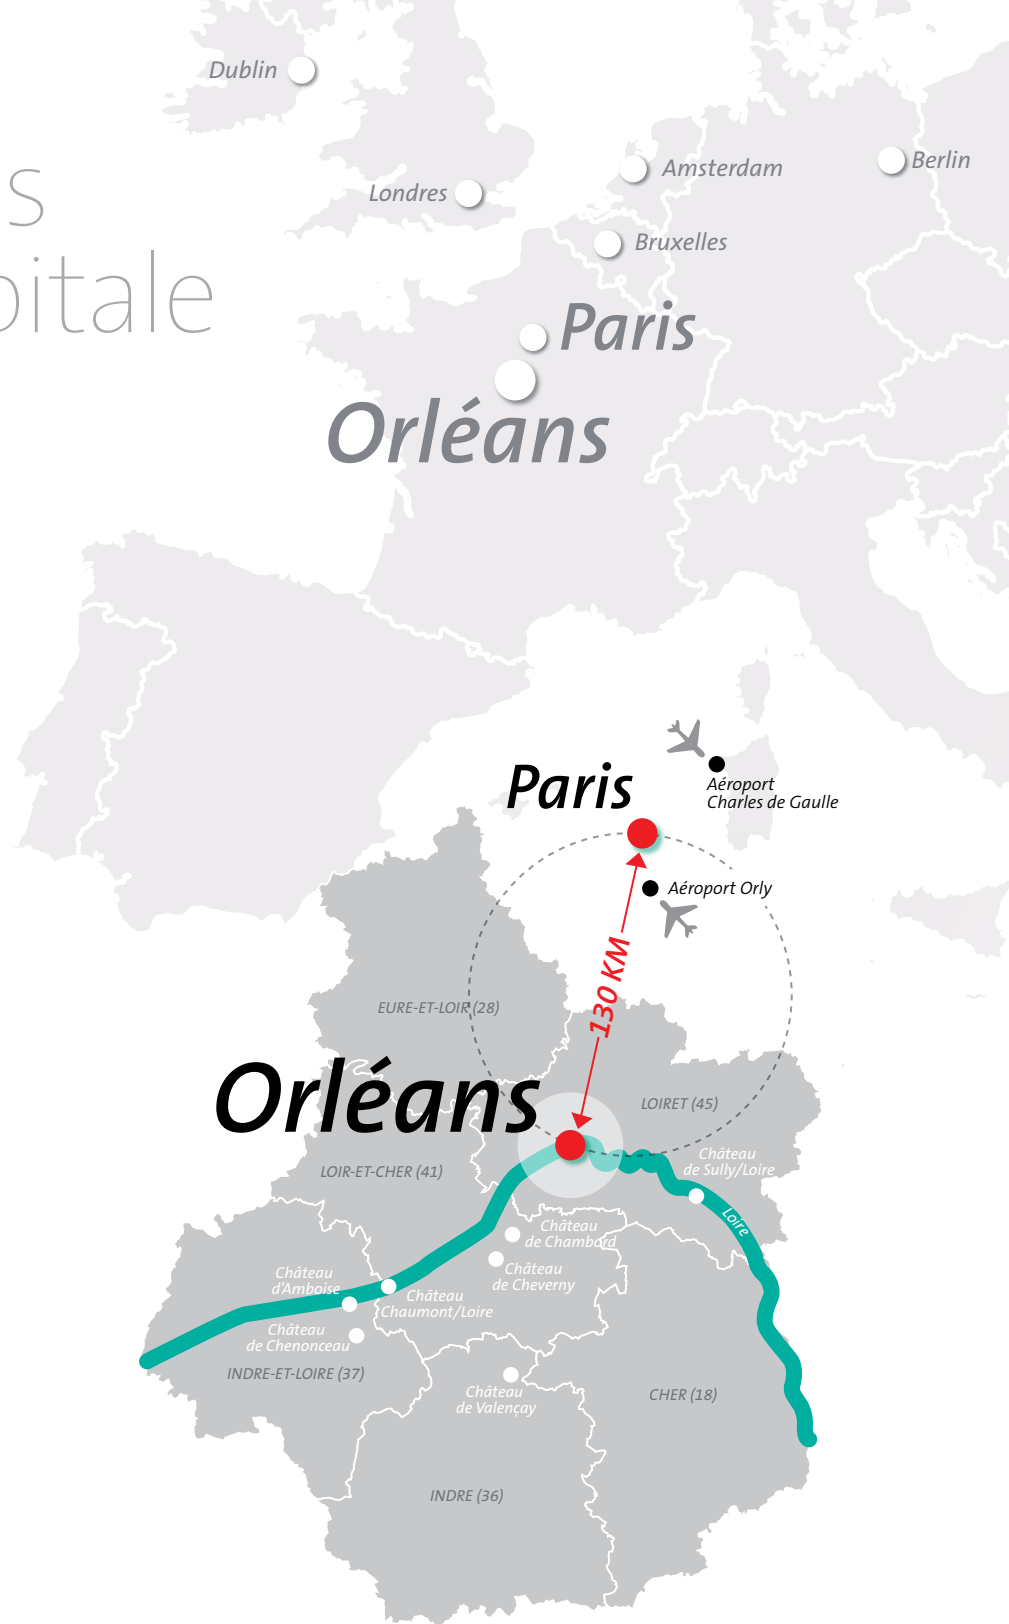 Dublin
Amsterdam
Berlin
Londres
s
Bruxelles
pitale
Paris
Orléans
Paris
Aéroport
Charles de Gaulle
Aéroport Orly
130 KM
EURE-ET-LOIR (28)
Orléans
LOIRET (45)
Château
de Sully/Loire
LOIR-ET-CHER (41)
Loire
Château
de Chambord
Château
de Cheverny
Château
d'Amboise
Château
Chaumont/Loire
Château
de Chenonceau
INDRE-ET-LOIRE (37)
Château
de Valençay
CHER (18)
INDRE (36)